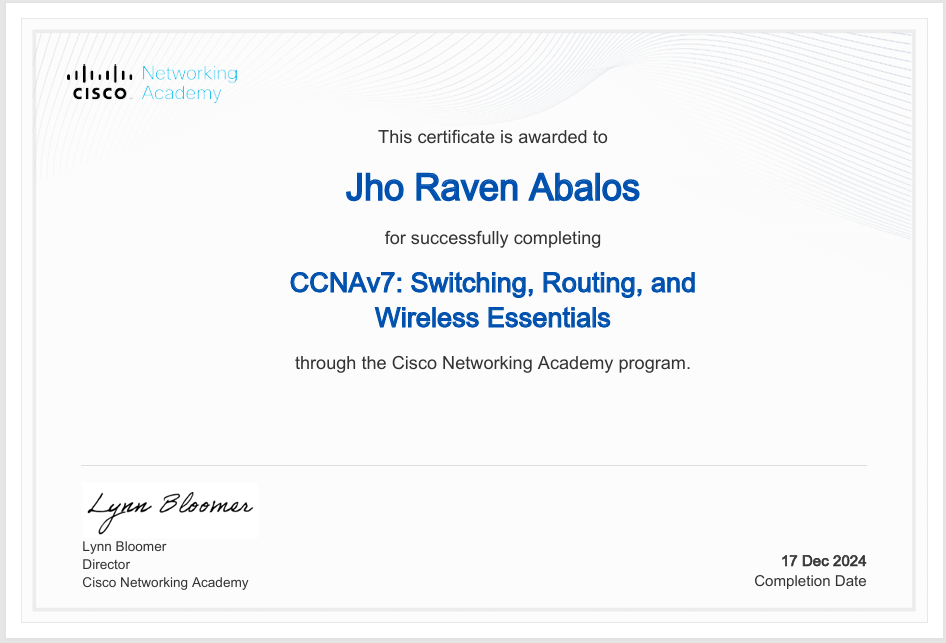 Networking
CISCO Academy
This certificate is awarded to
Jho Raven Abalos
for successfully completing
CCNAv7: Switching, Routing, and
Wireless Essentials
through the Cisco Networking Academy program.
Lynn Bloomer
Lynn Bloomer
Director
Cisco Networking Academy
17 Dec 2024
Completion Date